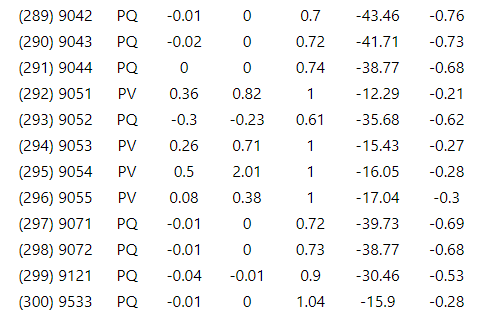 (289) 9042 PQ -0.01 0 0.7 -43.46 -0.76
(290) 9043 PQ -0.02 0 0.72 -41.71 -0.73
(291) 9044 PQ 0 0 0.74 -38.77 -0.68
(292) 9051 PV 0.36 0.82 1 -12.29 -0.21
(293) 9052 PQ -0.3 -0.23 0.61 -35.68 -0.62
(294) 9053 PV 0.26 0.71 1 -15.43 -0.27
(295) 9054 PV 0.5 2.01 1 -16.05 -0.28
(296) 9055 PV 0.08 0.38 1 -17.04 -0.3
(297) 9071 PQ -0.01 0 0.72 -39.73 -0.69
(298) 9072 PQ -0.01 0 0.73 -38.77 -0.68
(299) 9121 PQ -0.04 -0.01 0.9 -30.46 -0.53
(300) 9533 PQ -0.01 0 1.04 -15.9 -0.28